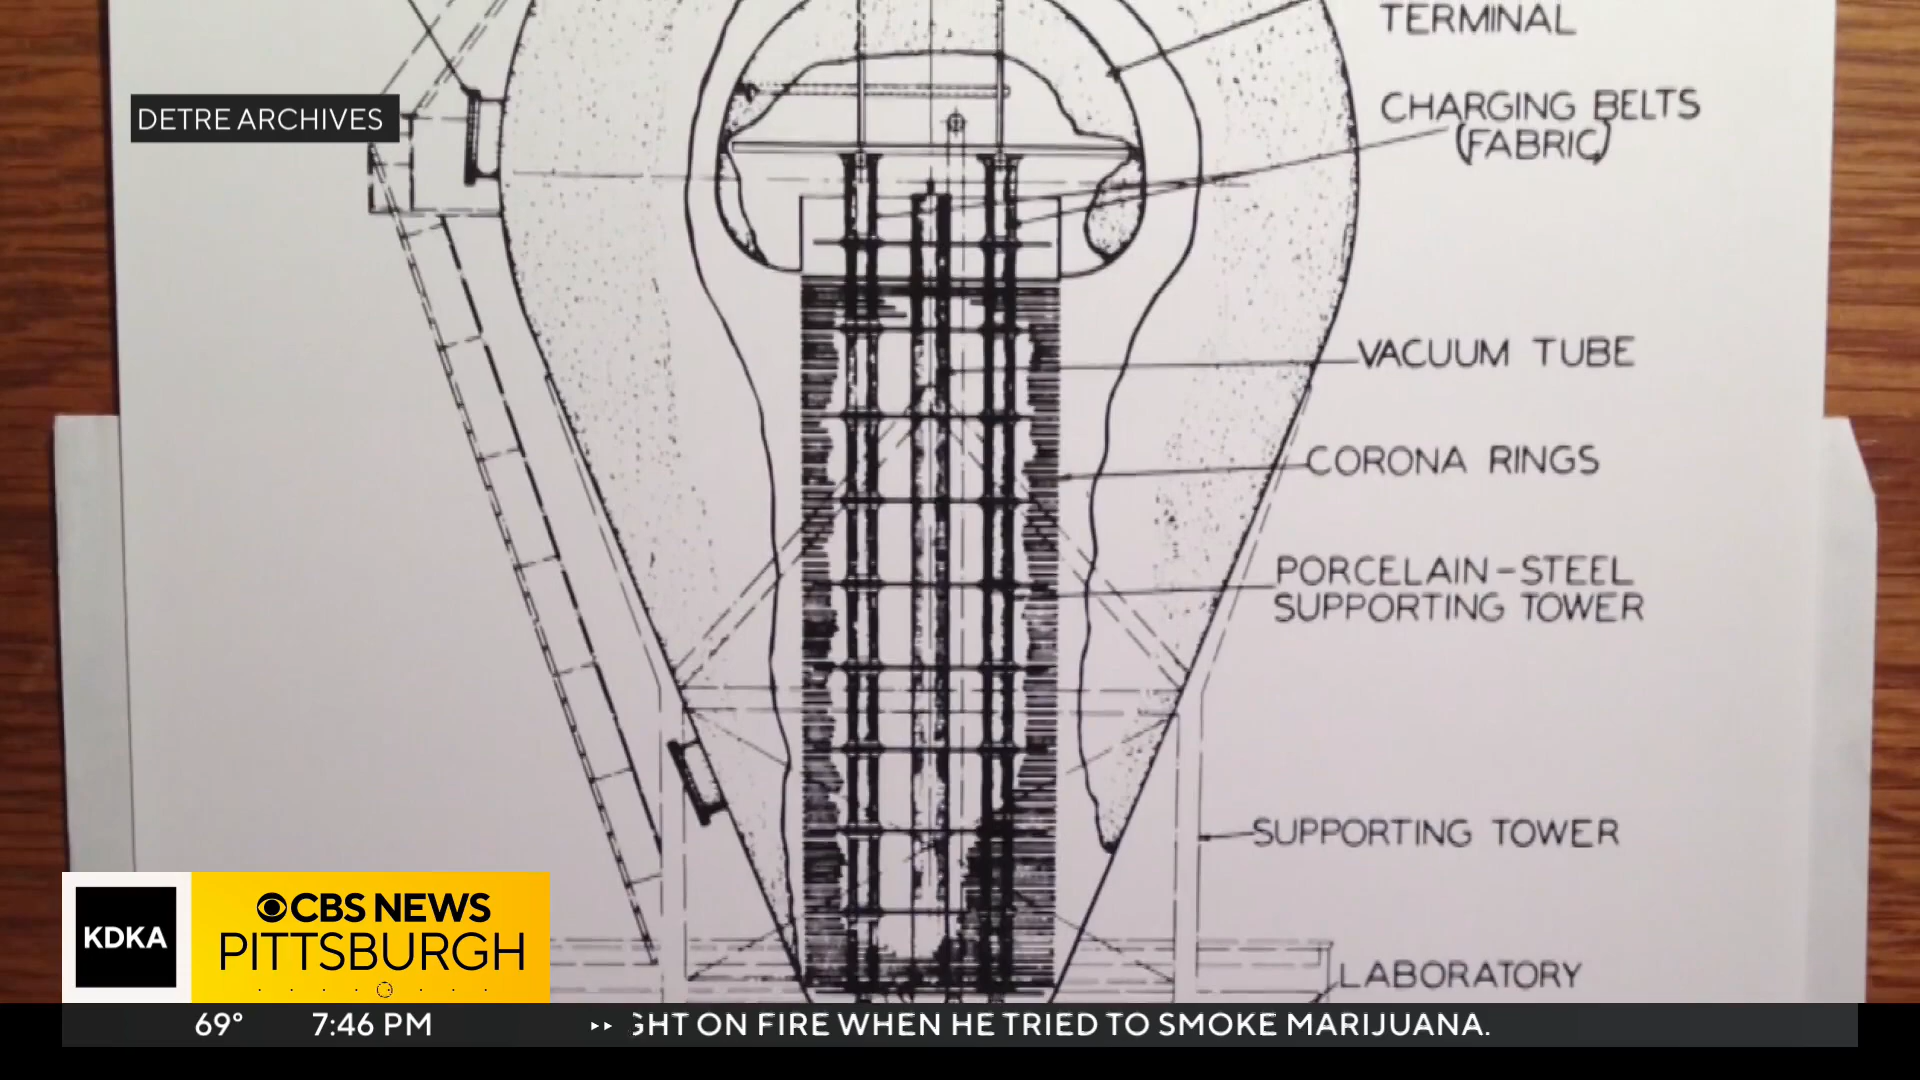 TERMINAL
DETRE ARCHIVES
CHARGING BELTS
(FABRIC)
VACUUM TUBE
CORONA RINGS
PORCELAIN-STEEL
SUPPORTING TOWER
SUPPORTING TOWER
LABORATORY
KDKA
CBS NEWS
PITTSBURGH
69° 7:46 PM ON FIRE WHEN HE TRIED TO SMOKE MARIJUANA.